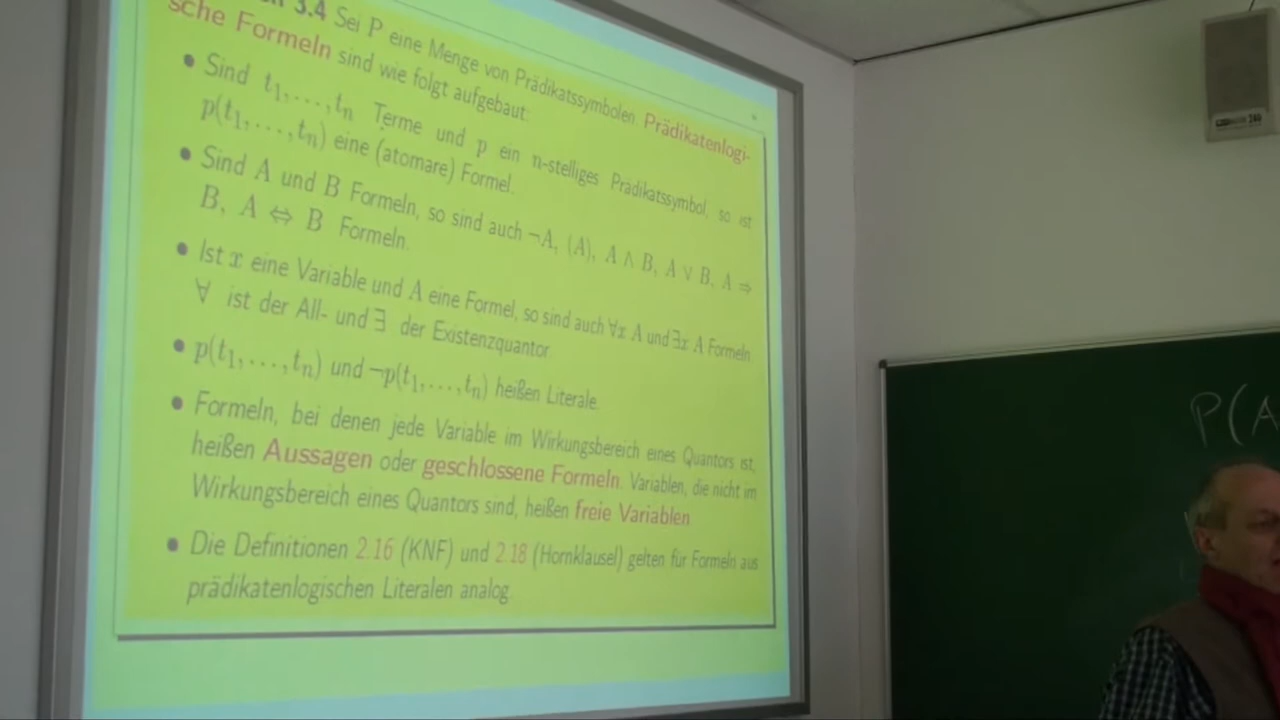 3.4 Sei P eine Menge von Prädikatssymbolen. Prädikatenlogi-
sche Formeln sind wie folgt aufgebaut:
• Sind t₁,...,tₙ Terme und p ein n-stelliges Prädikatssymbol, so ist
p(t₁,...,tₙ) eine (atomare) Formel.
• Sind A und B Formeln, so sind auch ¬A, (A), A ∧ B, A ∨ B, A ⇒
B, A ⇔ B Formeln.
• Ist x eine Variable und A eine Formel, so sind auch ∀x A und ∃x A Formeln
∀ ist der All- und ∃ der Existenzquantor.
• p(t₁,...,tₙ) und ¬p(t₁,...,tₙ) heißen Literale.
• Formeln, bei denen jede Variable im Wirkungsbereich eines Quantors ist,
heißen Aussagen oder geschlossene Formeln. Variablen, die nicht im
Wirkungsbereich eines Quantors sind, heißen freie Variablen
• Die Definitionen 2.16 (KNF) und 2.18 (Hornklausel) gelten für Formeln aus
prädikatenlogischen Literalen analog.
P(A